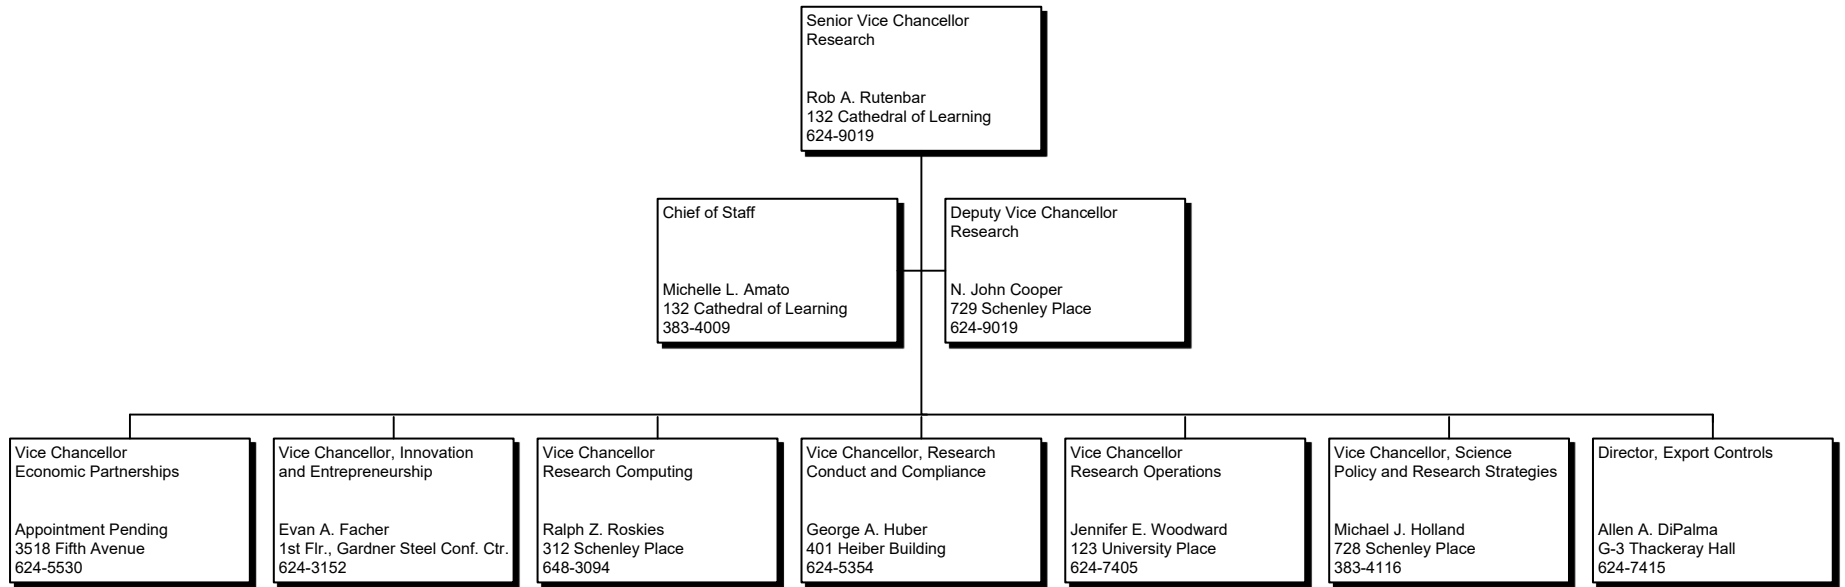 Senior Vice Chancellor
Research
Rob A. Rutenbar
132 Cathedral of Learning
624-9019
Chief of Staff
Michelle L. Amato
132 Cathedral of Learning
383-4009
Deputy Vice Chancellor
Research
N. John Cooper
729 Schenley Place
624-9019
Vice Chancellor
Economic Partnerships
Appointment Pending
3518 Fifth Avenue
624-5530
Vice Chancellor, Innovation
and Entrepreneurship
Evan A. Facher
1st Flr., Gardner Steel Conf. Ctr.
624-3152
Vice Chancellor
Research Computing
Ralph Z. Roskies
312 Schenley Place
648-3094
Vice Chancellor, Research
Conduct and Compliance
George A. Huber
401 Heiber Building
624-5354
Vice Chancellor
Research Operations
Jennifer E. Woodward
123 University Place
624-7405
Vice Chancellor, Science
Policy and Research Strategies
Michael J. Holland
728 Schenley Place
383-4116
Director, Export Controls
Allen A. DiPalma
G-3 Thackeray Hall
624-7415